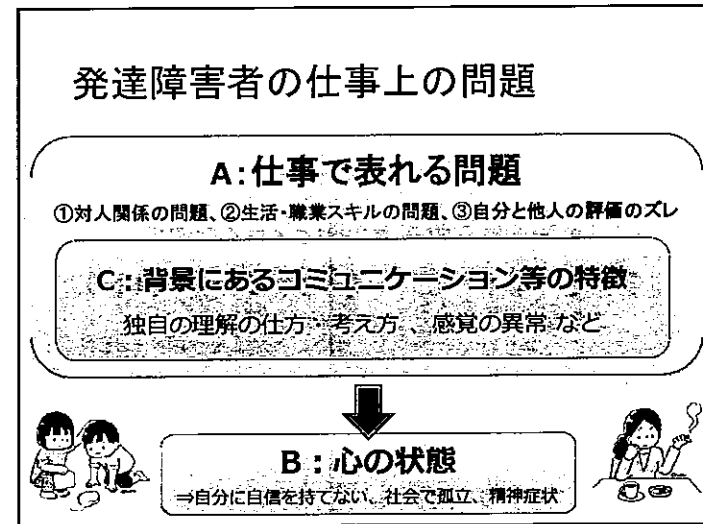 発達障害者の仕事上の問題
A:仕事で表れる問題
①対人関係の問題、②生活・職業スキルの問題、③自分と他人の評価のズレ
C:背景にあるコミュニケーション等の特徴
独自の理解の仕方・考え方、感覚の異常など
B:心の状態
⇒自分に自信を持てない、社会で孤立、精神症状